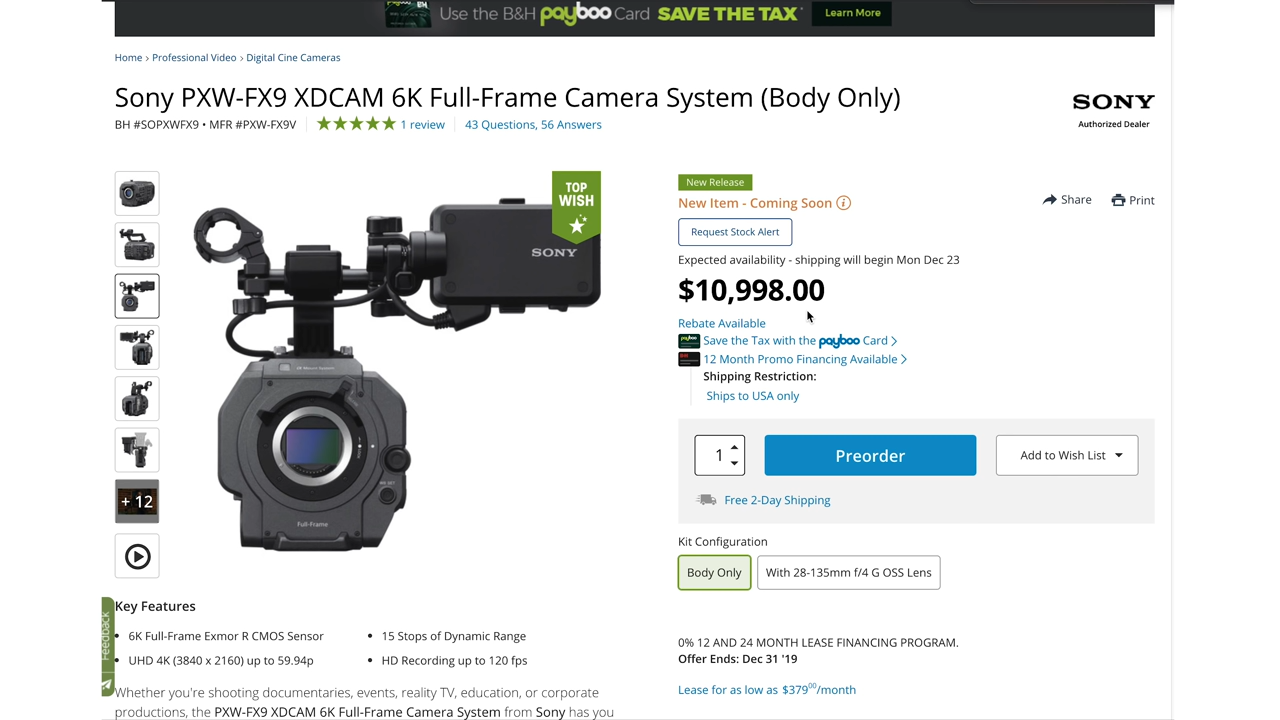 Use the B&H payboo Card SAVE THE TAX* Learn More
Home › Professional Video › Digital Cine Cameras
Sony PXW-FX9 XDCAM 6K Full-Frame Camera System (Body Only)
BH #SOPXWFX9 • MFR #PXW-FX9V 1 review 43 Questions, 56 Answers
SONY
Authorized Dealer
TOP
WISH
SONY
Full-Frame
+ 12
New Release
New Item - Coming Soon
Share Print
Request Stock Alert
Expected availability - shipping will begin Mon Dec 23
$10,998.00
Rebate Available
Save the Tax with the payboo Card
12 Month Promo Financing Available
Shipping Restriction:
Ships to USA only
1 Preorder Add to Wish List
Free 2-Day Shipping
Kit Configuration
Body Only With 28-135mm f/4 G OSS Lens
0% 12 AND 24 MONTH LEASE FINANCING PROGRAM.
Offer Ends: Dec 31 '19
Lease for as low as $379.00/month
Feedback
Key Features
• 6K Full-Frame Exmor R CMOS Sensor • 15 Stops of Dynamic Range
• UHD 4K (3840 x 2160) up to 59.94p • HD Recording up to 120 fps
Whether you're shooting documentaries, events, reality TV, education, or corporate
productions, the PXW-FX9 XDCAM 6K Full-Frame Camera System from Sony has you